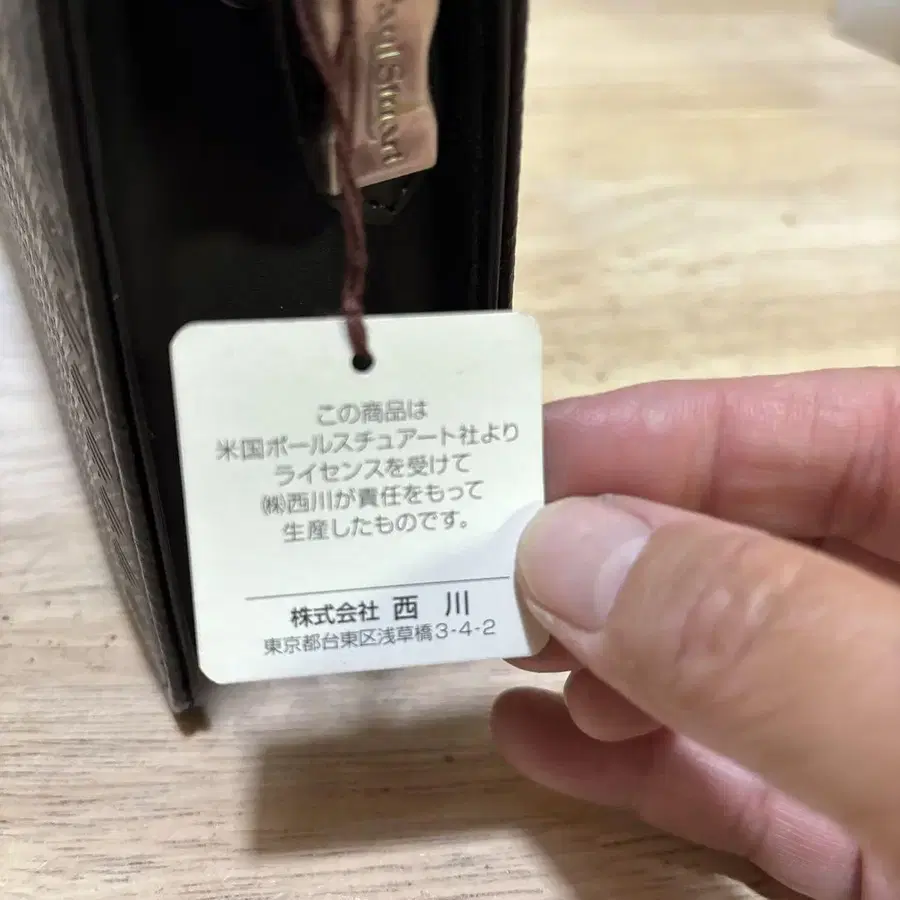 Paul Stuart
この商品は
米国ポールスチュアート社より
ライセンスを受けて
㈱西川が責任をもって
生産したものです。
株式会社 西 川
東京都台東区浅草橋3-4-2